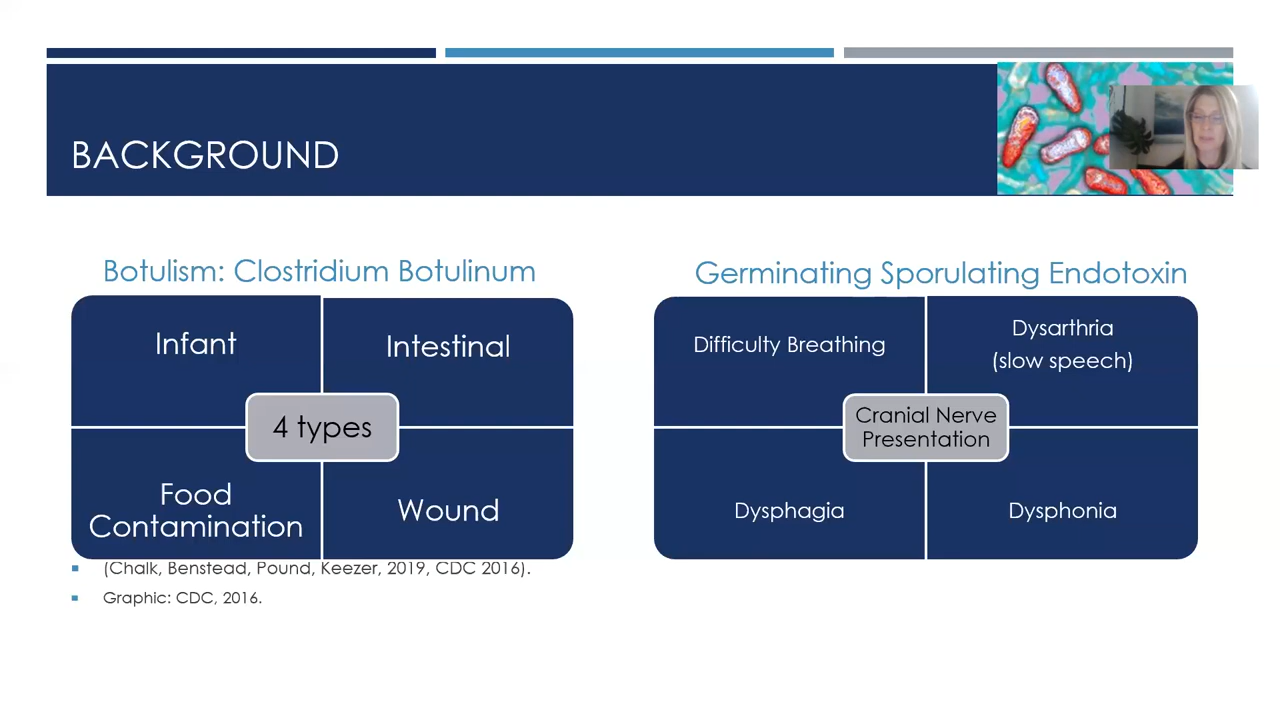 BACKGROUND
Botulism: Clostridium Botulinum
Infant
Intestinal
4 types
Food
Contamination
Wound
(Chalk, Benstead, Pound, Keezer, 2019, CDC 2016).
Graphic: CDC, 2016.
Germinating Sporulating Endotoxin
Difficulty Breathing
Dysarthria
(slow speech)
Cranial Nerve
Presentation
Dysphagia
Dysphonia